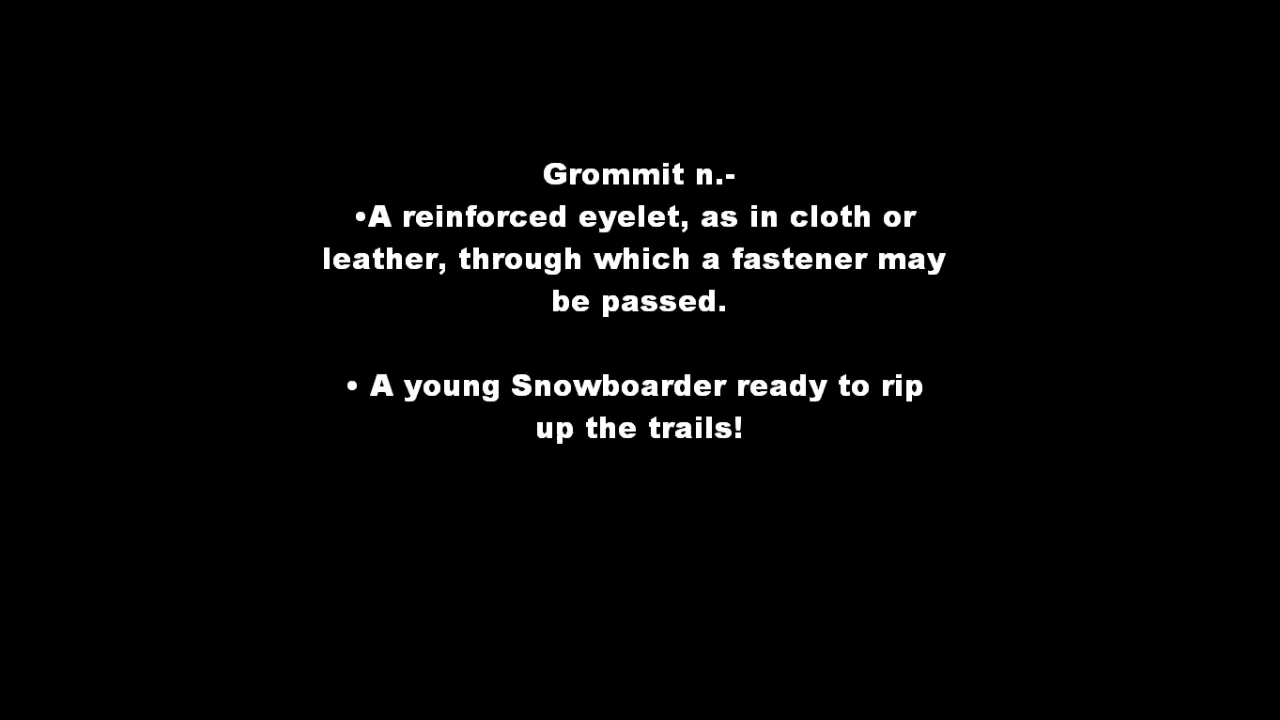 Grommit n.-
•A reinforced eyelet, as in cloth or
leather, through which a fastener may
be passed.
• A young Snowboarder ready to rip
up the trails!